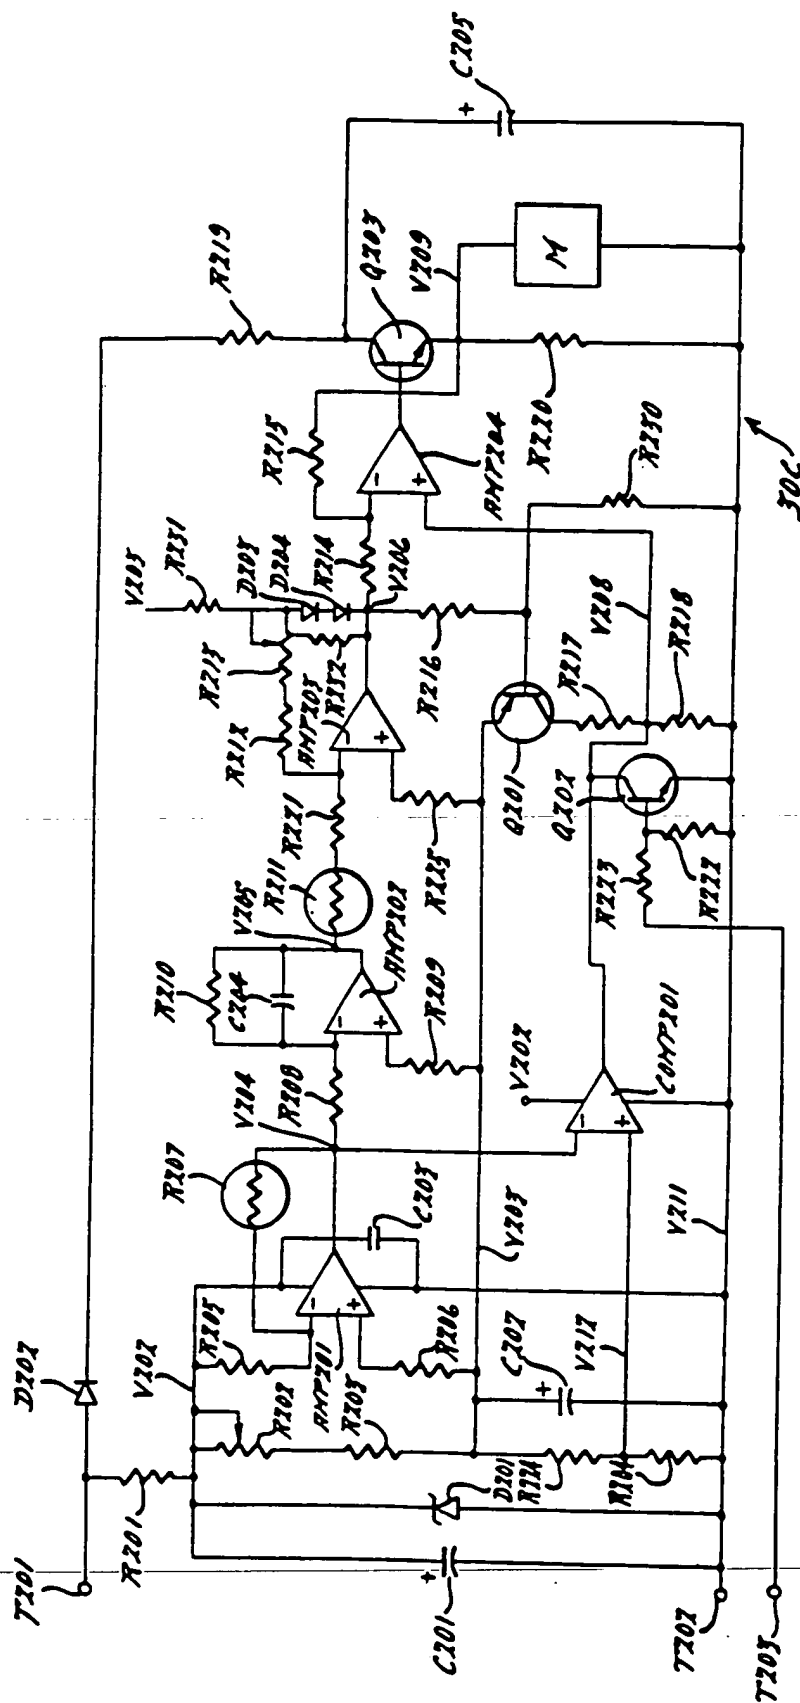 T201
R201
D202
V202
R205
R202
R203
AMP201
R206
C201
D201
R224
R204
C202
V212
T202
T203
R207
V204
R208
C203
V203
R210
C204
V205
AMP202
R209
V202
COMP201
V211
R211
R221
R225
R212
R213
AMP203
R232
V203
R231
D203
D204
R214
V206
R216
Q201
R217
V208
R218
Q202
R223
R222
R215
AMP204
R219
Q203
V209
M
R220
R230
C205
30C
+
+
+
-
+
-
+
-
+
-
+
-
+